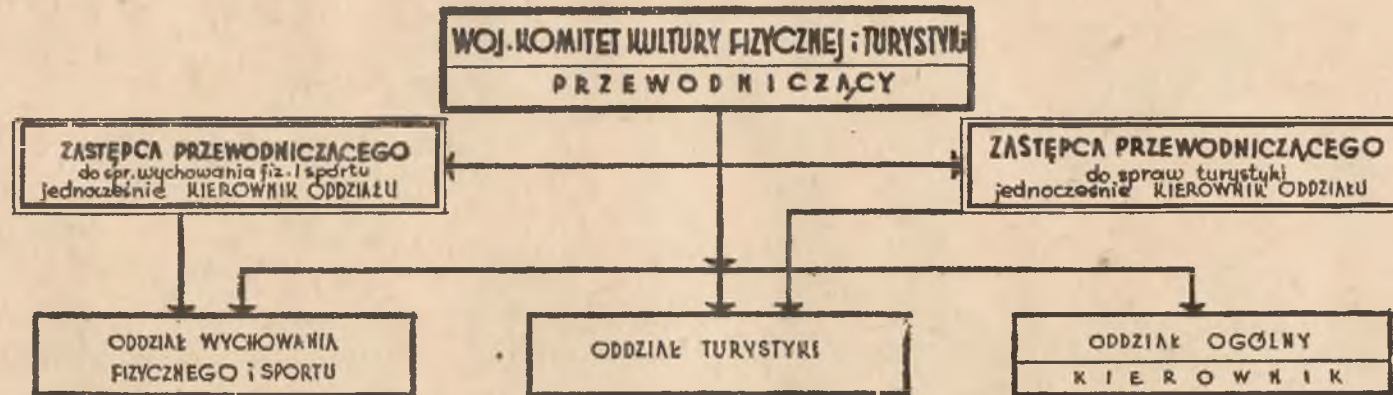 WOJ. KOMITET KULTURY FIZYCZNEJ i TURYSTYKI
PRZEWODNICZĄCY
ZASTĘPCA PRZEWODNICZĄCEGO
do spr. wychowania fiz. i sportu
jednocześnie KIEROWNIK ODDZIAŁU
ZASTĘPCA PRZEWODNICZĄCEGO
do spraw turystyki
jednocześnie KIEROWNIK ODDZIAŁU
ODDZIAŁ WYCHOWANIA
FIZYCZNEGO i SPORTU
ODDZIAŁ TURYSTYKI
ODDZIAŁ OGÓLNY
KIEROWNIK